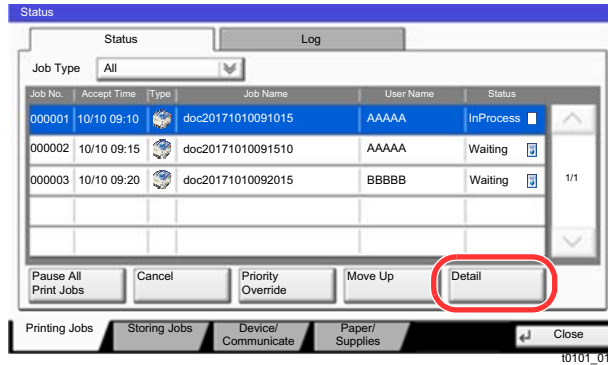 Status
Status Log
Job Type All
Job No. Accept Time Type Job Name User Name Status
000001 10/10 09:10 doc20171010091015 AAAAA InProcess
000002 10/10 09:15 doc20171010091510 AAAAA Waiting
000003 10/10 09:20 doc20171010092015 BBBBB Waiting
1/1
Pause All Print Jobs Cancel Priority Override Move Up Detail
Printing Jobs Storing Jobs Device/ Communicate Paper/ Supplies Close
t0101_01